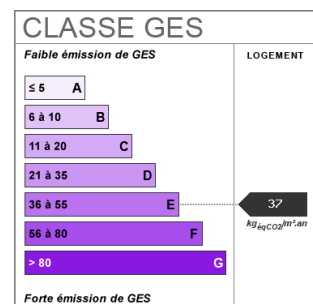 CLASSE GES
Faible émission de GES
LOGEMENT
≤ 5 A
6 à 10 B
11 à 20 C
21 à 35 D
36 à 55 E
37
kgéqCO2/m².an
56 à 80 F
> 80 G
Forte émission de GES